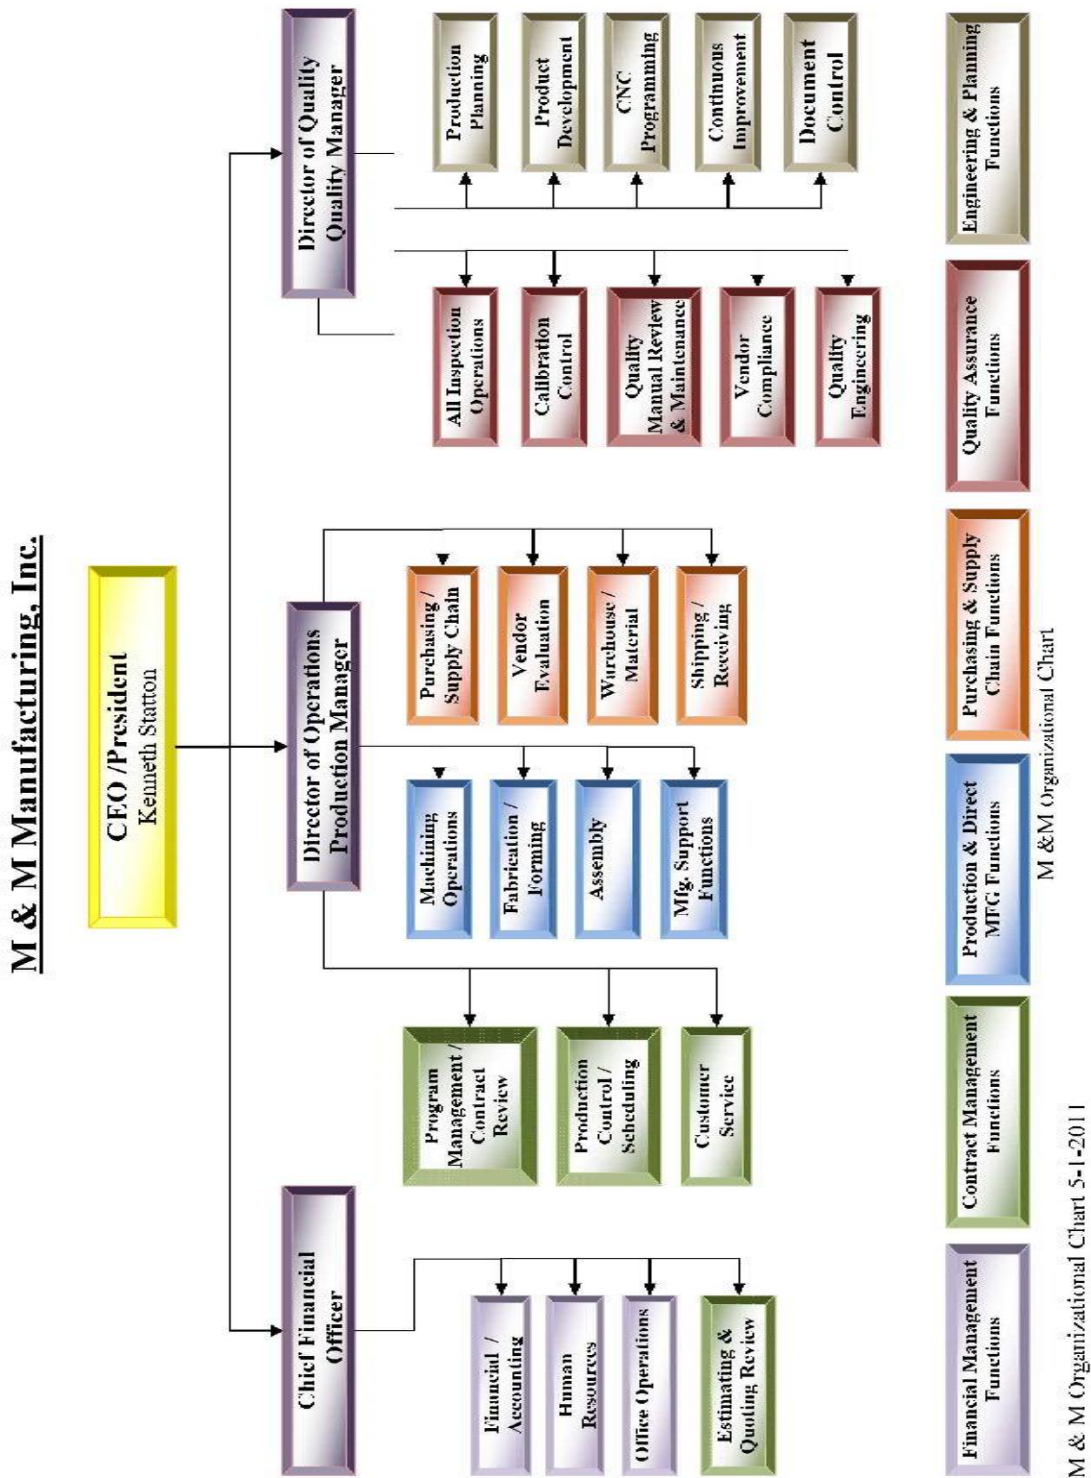 M & M Manufacturing, Inc.
CEO /President
Kenneth Statton
Chief Financial
Officer
Director of Operations
Production Manager
Director of Quality
Quality Manager
Financial /
Accounting
Human
Resources
Office Operations
Estimating &
Quoting Review
Program
Management /
Contract
Review
Production
Control /
Scheduling
Customer
Service
Machining
Operations
Fabrication /
Forming
Assembly
Mfg. Support
Functions
Purchasing /
Supply Chain
Vendor
Evaluation
Warehouse /
Material
Shipping /
Receiving
All Inspection
Operations
Calibration
Control
Quality
Manual Review
& Maintenance
Vendor
Compliance
Quality
Engineering
Production
Planning
Product
Development
CNC
Programming
Continuous
Improvement
Document
Control
Financial Management
Functions
Contract Management
Functions
Production & Direct
MFG Functions
Purchasing & Supply
Chain Functions
Quality Assurance
Functions
Engineering & Planning
Functions
M &M Organizational Chart
M & M Organizational Chart 5-1-2011